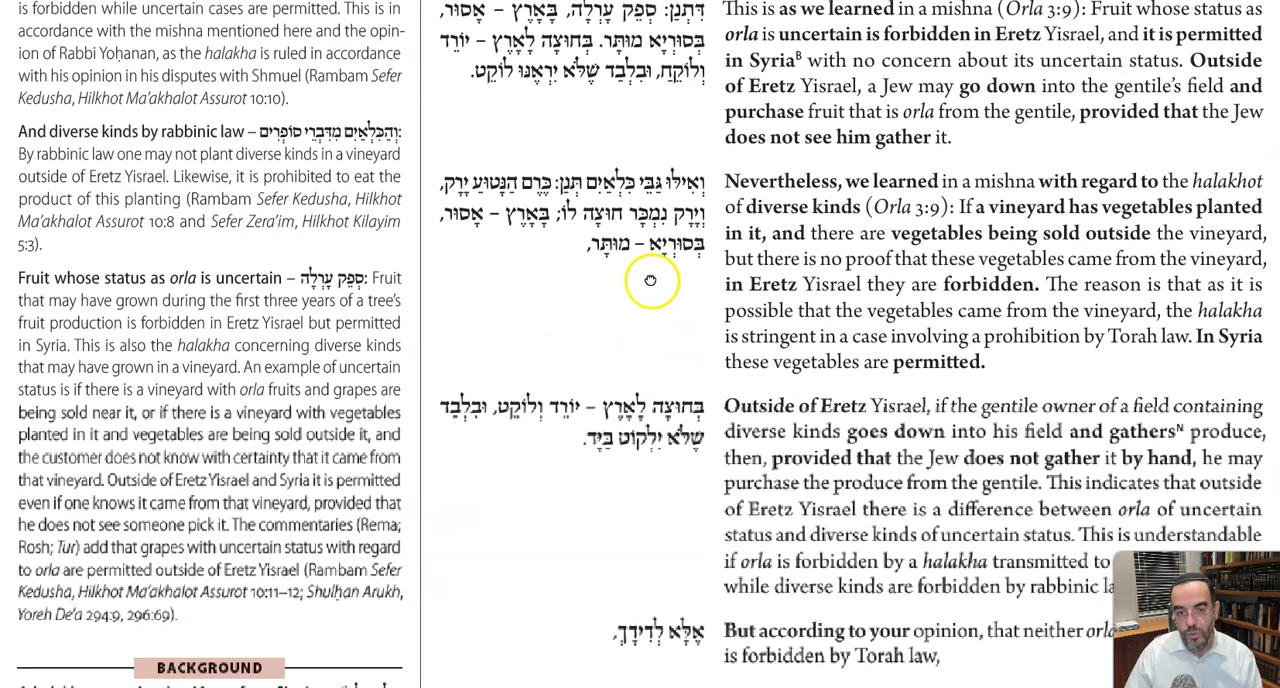 is forbidden while uncertain cases are permitted. This is in
accordance with the mishna mentioned here and the opin-
ion of Rabbi Yoḥanan, as the halakha is ruled in accordance
with his opinion in his disputes with Shmuel (Rambam Sefer
Kedusha, Hilkhot Ma'akhalot Assurot 10:10).
And diverse kinds by rabbinic law – וְהַכִּלְאַיִם מִדִּבְרֵי סוֹפְרִים:
By rabbinic law one may not plant diverse kinds in a vineyard
outside of Eretz Yisrael. Likewise, it is prohibited to eat the
product of this planting (Rambam Sefer Kedusha, Hilkhot
Ma'akhalot Assurot 10:8 and Sefer Zera'im, Hilkhot Kilayim
5:3).
Fruit whose status as orla is uncertain – סְפֵק עׇרְלָה: Fruit
that may have grown during the first three years of a tree's
fruit production is forbidden in Eretz Yisrael but permitted
in Syria. This is also the halakha concerning diverse kinds
that may have grown in a vineyard. An example of uncertain
status is if there is a vineyard with orla fruits and grapes are
being sold near it, or if there is a vineyard with vegetables
planted in it and vegetables are being sold outside it, and
the customer does not know with certainty that it came from
that vineyard. Outside of Eretz Yisrael and Syria it is permitted
even if one knows it came from that vineyard, provided that
he does not see someone pick it. The commentaries (Rema;
Rosh; Tur) add that grapes with uncertain status with regard
to orla are permitted outside of Eretz Yisrael (Rambam Sefer
Kedusha, Hilkhot Ma'akhalot Assurot 10:11–12; Shulḥan Arukh,
Yoreh De'a 294:9, 296:69).
BACKGROUND
דִּתְנַן: סְפֵק עׇרְלָה, בָּאָרֶץ – אָסוּר,
בְּסוּרְיָא מוּתָּר. בְּחוּצָה לָאָרֶץ – יוֹרֵד
וְלוֹקֵחַ, וּבִלְבַד שֶׁלֹּא יִרְאֶנּוּ לוֹקֵט.
וְאִילּוּ גַּבֵּי כִּלְאַיִם תְּנַן: כֶּרֶם הַנָּטוּעַ יָרָק,
וְיָרָק נִמְכָּר חוּצָה לוֹ; בָּאָרֶץ – אָסוּר,
בְּסוּרְיָא – מוּתָּר,
בְּחוּצָה לָאָרֶץ – יוֹרֵד וְלוֹקֵט, וּבִלְבַד
שֶׁלֹּא יִלְקוֹט בַּיָּד.
אֶלָּא לְדִידָךְ,
This is as we learned in a mishna (Orla 3:9): Fruit whose status as
orla is uncertain is forbidden in Eretz Yisrael, and it is permitted
in Syriaᴮ with no concern about its uncertain status. Outside
of Eretz Yisrael, a Jew may go down into the gentile's field and
purchase fruit that is orla from the gentile, provided that the Jew
does not see him gather it.
Nevertheless, we learned in a mishna with regard to the halakhot
of diverse kinds (Orla 3:9): If a vineyard has vegetables planted
in it, and there are vegetables being sold outside the vineyard,
but there is no proof that these vegetables came from the vineyard,
in Eretz Yisrael they are forbidden. The reason is that as it is
possible that the vegetables came from the vineyard, the halakha
is stringent in a case involving a prohibition by Torah law. In Syria
these vegetables are permitted.
Outside of Eretz Yisrael, if the gentile owner of a field containing
diverse kinds goes down into his field and gathersᴺ produce,
then, provided that the Jew does not gather it by hand, he may
purchase the produce from the gentile. This indicates that outside
of Eretz Yisrael there is a difference between orla of uncertain
status and diverse kinds of uncertain status. This is understandable
if orla is forbidden by a halakha transmitted to
while diverse kinds are forbidden by rabbinic
But according to your opinion, that neither
is forbidden by Torah law,